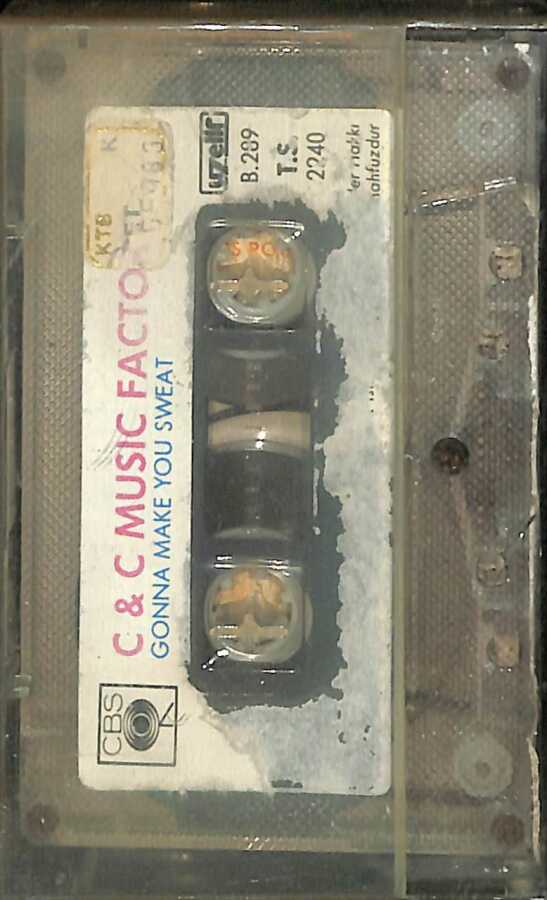 C & C MUSIC FACTO
GONNA MAKE YOU SWEAT
CBS
KTB
K
uzelli
B.289
T.S.
2240